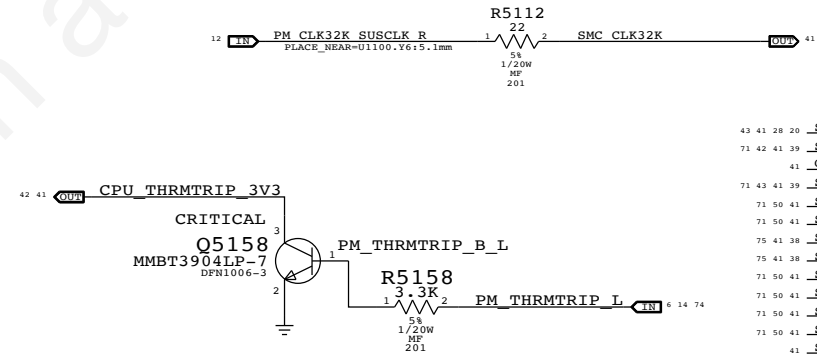 R5112
22
12 IN PM_CLK32K_SUSCLK_R 1 2 SMC_CLK32K OUT 41
PLACE_NEAR=U1100.Y6:5.1mm
5%
1/20W
MF
201
43 41 28 20
71 42 41 39
41
71 43 41 39
71 50 41
71 50 41
75 41 38
75 41 38
71 50 41
71 50 41
71 50 41
71 50 41
41
42 41 OUT CPU_THRMTRIP_3V3
CRITICAL
3
Q5158
MMBT3904LP-7
DFN1006-3
1
2
PM_THRMTRIP_B_L
R5158
3.3K
1 2 PM_THRMTRIP_L IN 6 14 74
5%
1/20W
MF
201